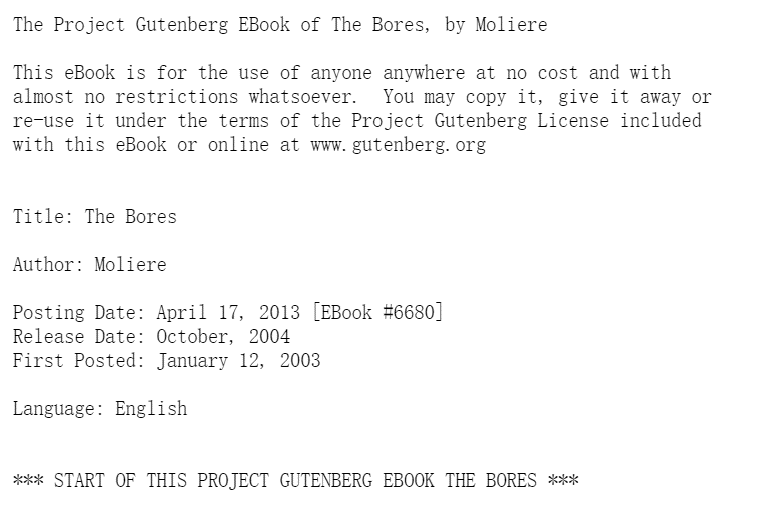 The Project Gutenberg EBook of The Bores, by Moliere
This eBook is for the use of anyone anywhere at no cost and with
almost no restrictions whatsoever.  You may copy it, give it away or
re-use it under the terms of the Project Gutenberg License included
with this eBook or online at www.gutenberg.org
Title: The Bores
Author: Moliere
Posting Date: April 17, 2013 [EBook #6680]
Release Date: October, 2004
First Posted: January 12, 2003
Language: English
*** START OF THIS PROJECT GUTENBERG EBOOK THE BORES ***